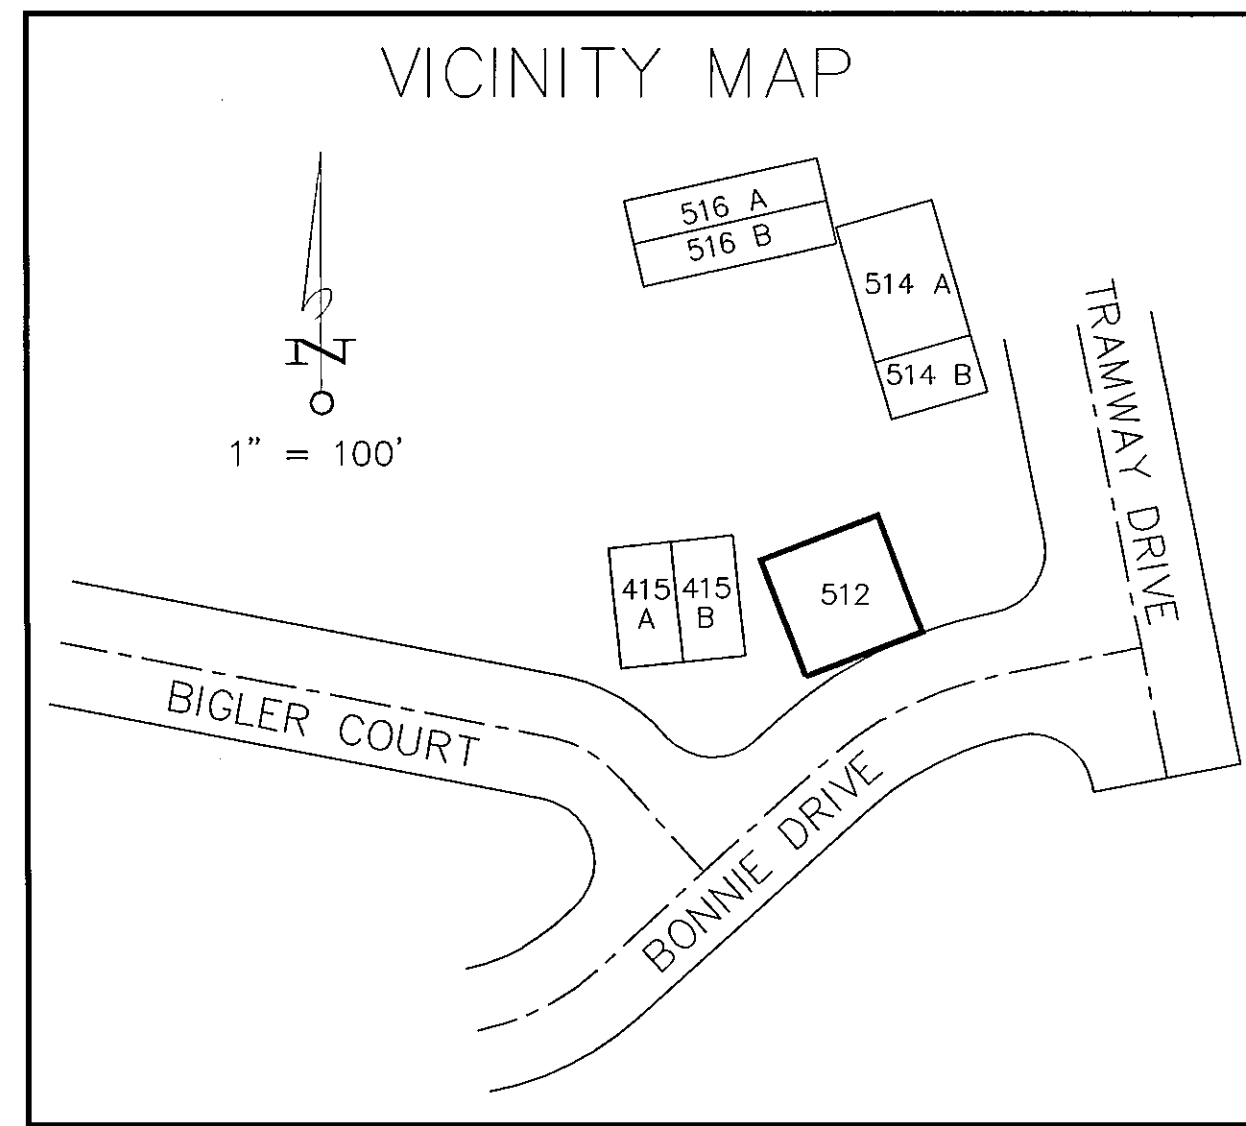 VICINITY MAP
516 A
516 B
514 A
514 B
TRAMWAY DRIVE
N
1" = 100'
415
A
415
B
512
BIGLER COURT
BONNIE DRIVE